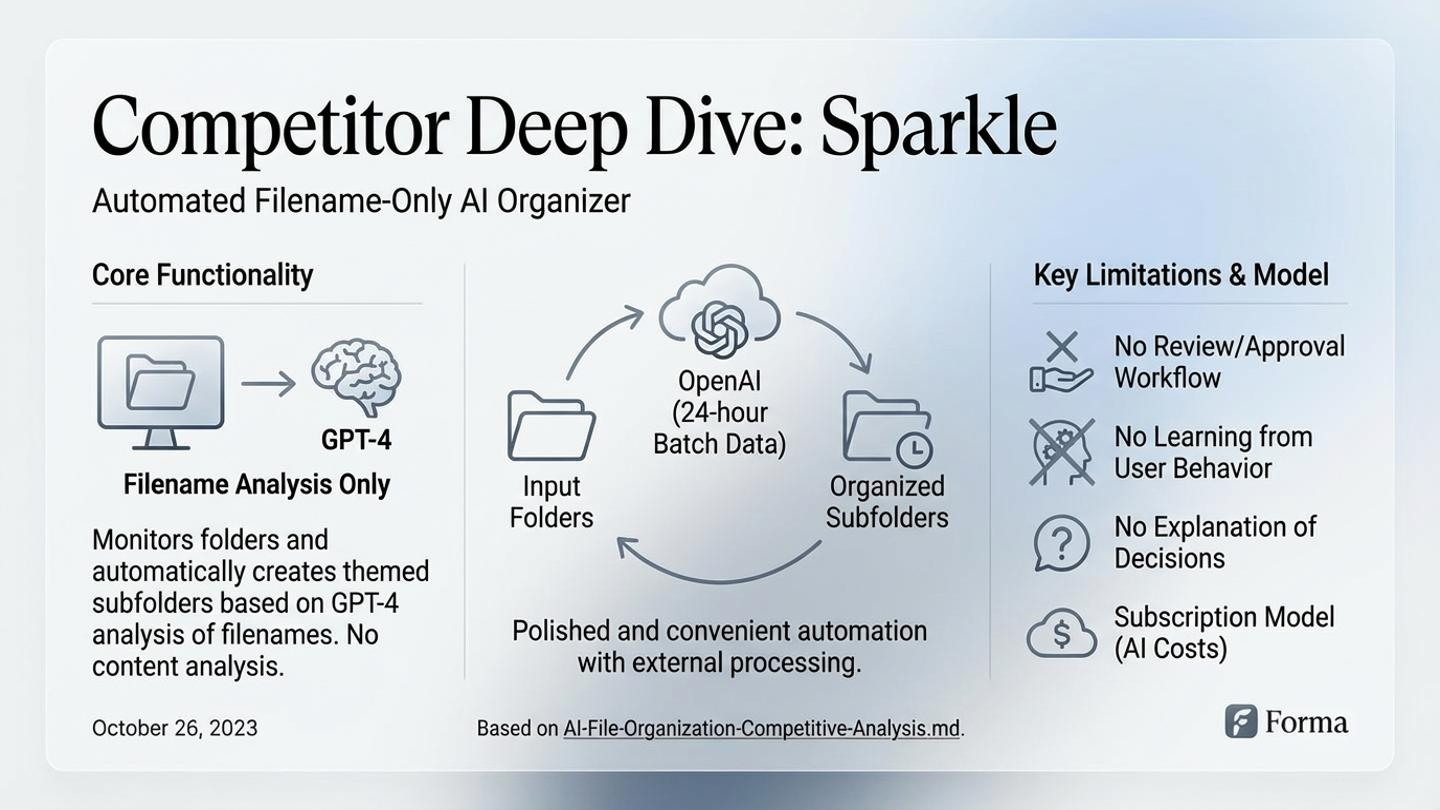 Competitor Deep Dive: Sparkle
Automated Filename-Only AI Organizer
Core Functionality
GPT-4
Filename Analysis Only
Monitors folders and
automatically creates themed
subfolders based on GPT-4
analysis of filenames. No
content analysis.
OpenAI
(24-hour
Batch Data)
Input
Folders
Organized
Subfolders
Polished and convenient automation
with external processing.
Key Limitations & Model
No Review/Approval
Workflow
No Learning from
User Behavior
?
No Explanation of
Decisions
$
Subscription Model
(AI Costs)
October 26, 2023
Based on AI-File-Organization-Competitive-Analysis.md.
Forma